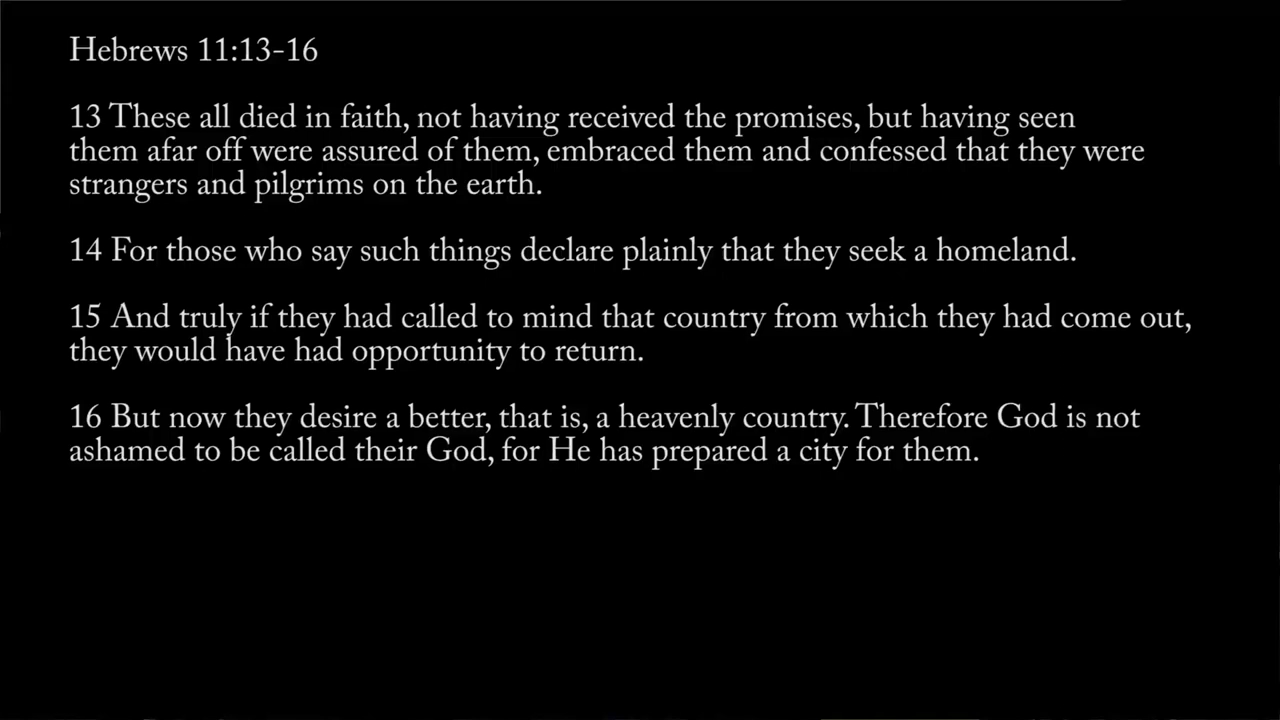 Hebrews 11:13-16
13 These all died in faith, not having received the promises, but having seen
them afar off were assured of them, embraced them and confessed that they were
strangers and pilgrims on the earth.
14 For those who say such things declare plainly that they seek a homeland.
15 And truly if they had called to mind that country from which they had come out,
they would have had opportunity to return.
16 But now they desire a better, that is, a heavenly country. Therefore God is not
ashamed to be called their God, for He has prepared a city for them.